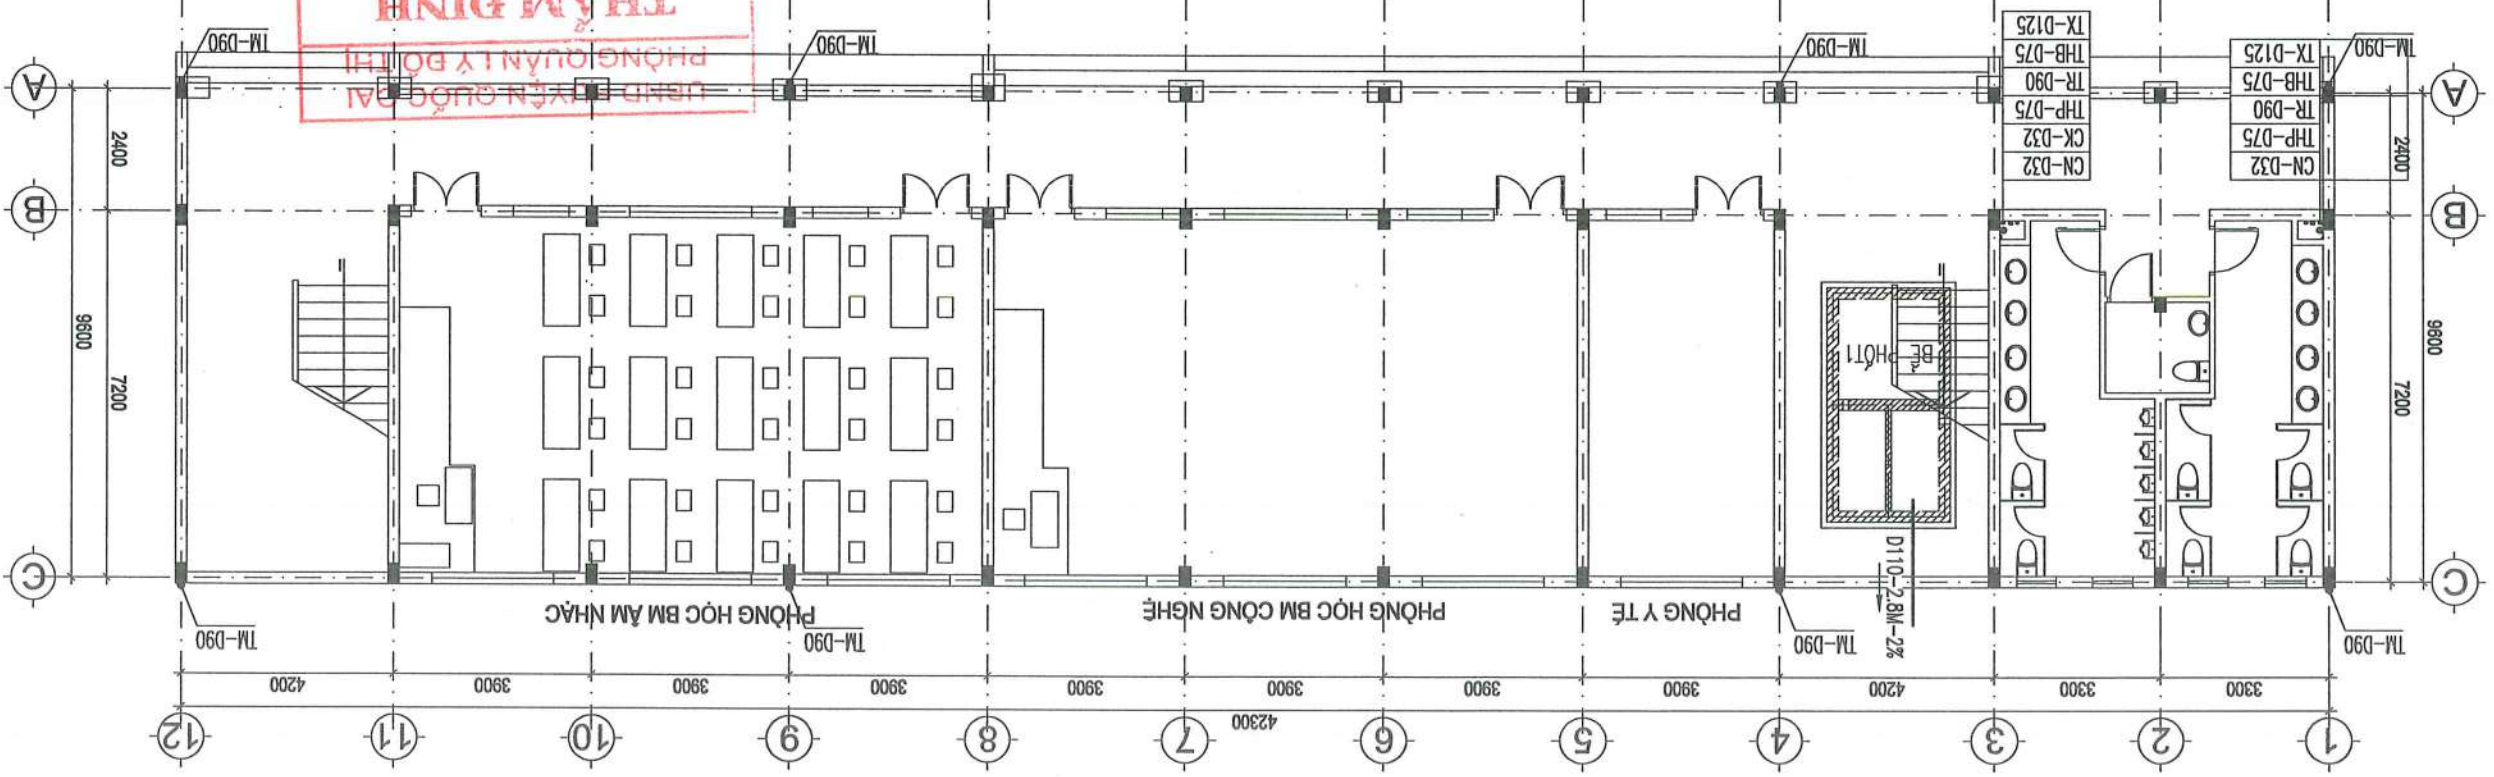 1 2 3 4 5 6 7 8 9 10 11 12
42300
3300 3300 4200 3900 3900 3900 3900 3900 3900 3900 4200
TM-D90
TM-D90
TM-D90
TM-D90
D110-2.8M-2%
PHÒNG Y TẾ
PHÒNG HỌC BM CÔNG NGHỆ
PHÒNG HỌC BM ÂM NHẠC
C
C
7200
9600
BỂ PHỐT1
7200
9600
B
B
2400
2400
CN-D32
THP-D75
TR-D90
THB-D75
TX-D125
CN-D32
CK-D32
THP-D75
TR-D90
THB-D75
TX-D125
A
A
TM-D90
TM-D90
TM-D90
TM-D90
UBND HUYỆN QUỐC OAI
PHÒNG QUẢN LÝ ĐÔ THỊ
THẨM ĐỊNH